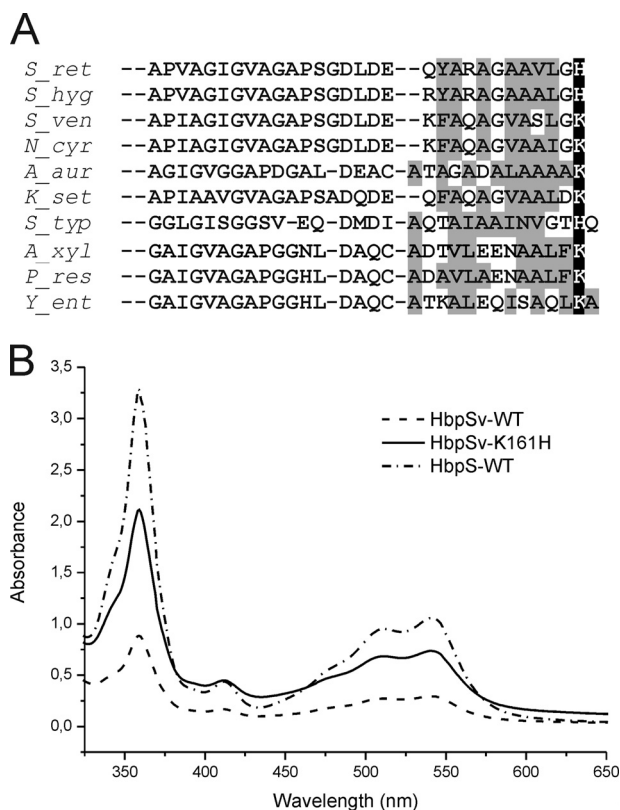 A
S_ret --APVAGIGVAGAPSGDLDE--QYARAGAAVLGH
S_hyg --APVAGIGVAGAPSGDLDE--RYARAGAAALGH
S_ven --APIAGIGVAGAPSGDLDE--KFAQAGVASLGK
N_cyr --APVAGIGVAGAPSGDLDE--KFAQAGVAAIGK
A_aur --AGIGVGGAPDGAL-DEAC-ATAGADALAAAAK
K_set --APIAAVGVAGAPSADQDE--QFAQAGVAALDK
S_typ --GGLGISGGSV-EQ-DMDI-AQTAIAAINVGTHQ
A_xyl --GAIGVAGAPGGNL-DAQC-ADTVLEENAALFK
P_res --GAIGVAGAPGGHL-DAQC-ADAVLAENAALFK
Y_ent --GAIGVAGAPGGHL-DAQC-ATKALEQISAQLKA
B
3,5
3,0
2,5
2,0
1,5
1,0
0,5
0,0
Absorbance
HbpSv-WT
HbpSv-K161H
HbpS-WT
350 400 450 500 550 600 650
Wavelength (nm)